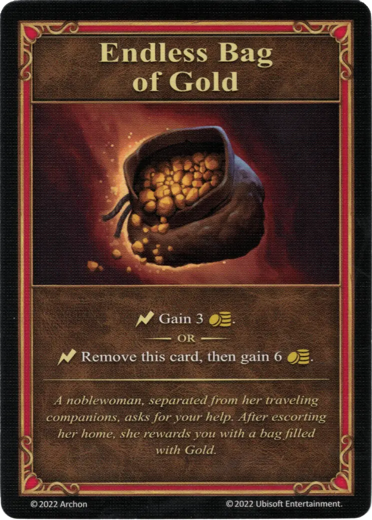 Endless Bag
of Gold
Gain 3 .
OR
Remove this card, then gain 6 .
A noblewoman, separated from her traveling
companions, asks for your help. After escorting
her home, she rewards you with a bag filled
with Gold.
©2022 Archon
©2022 Ubisoft Entertainment.